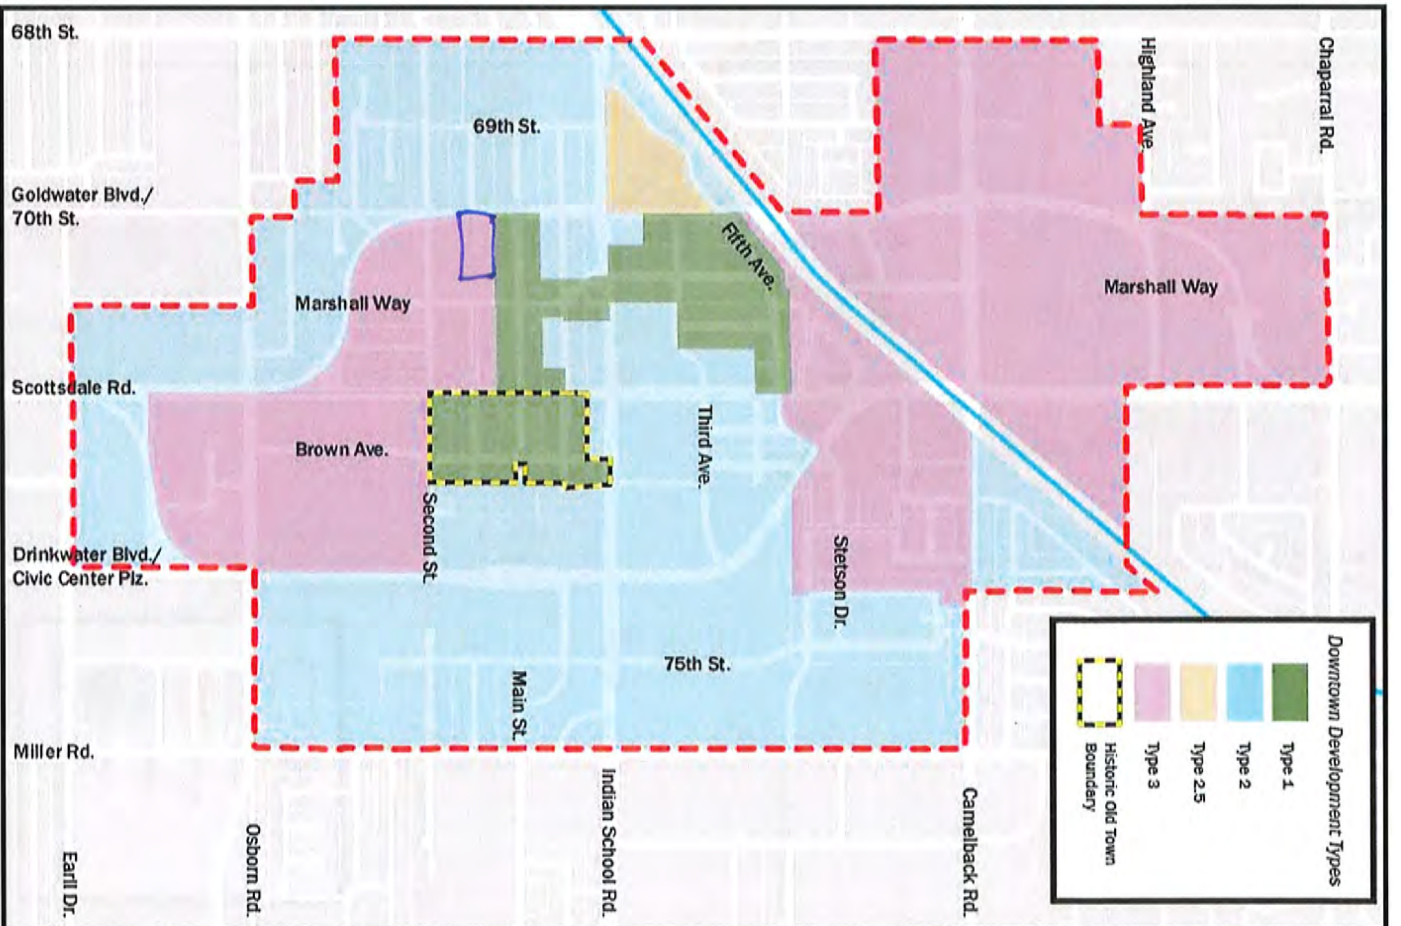 68th St.
Goldwater Blvd./
70th St.
Scottsdale Rd.
Drinkwater Blvd./
Civic Center Plz.
Miller Rd.
69th St.
Marshall Way
Brown Ave.
75th St.
Marshall Way
Chaparral Rd.
Highland Ave.
Fifth Ave.
Third Ave.
Second St.
Stetson Dr.
Main St.
Indian School Rd.
Camelback Rd.
Osborn Rd.
Earll Dr.
Downtown Development Types
Type 1
Type 2
Type 2.5
Type 3
Historic Old Town
Boundary